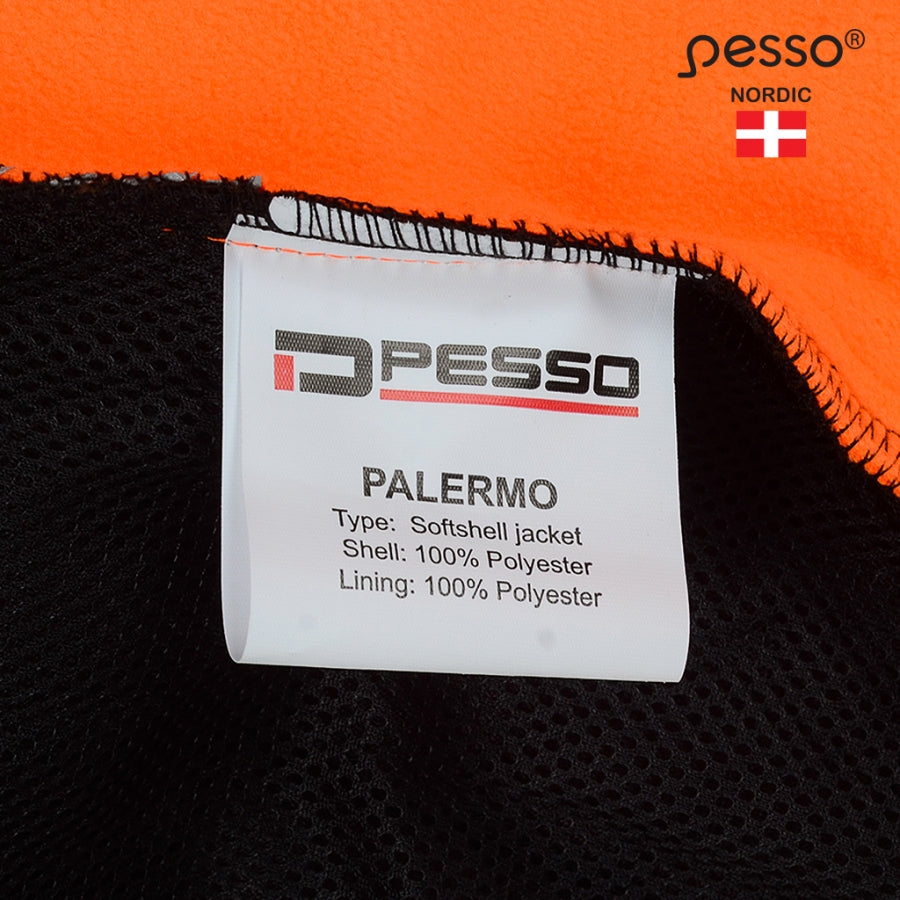 pesso®
NORDIC
PESSO
PALERMO
Type: Softshell jacket
Shell: 100% Polyester
Lining: 100% Polyester